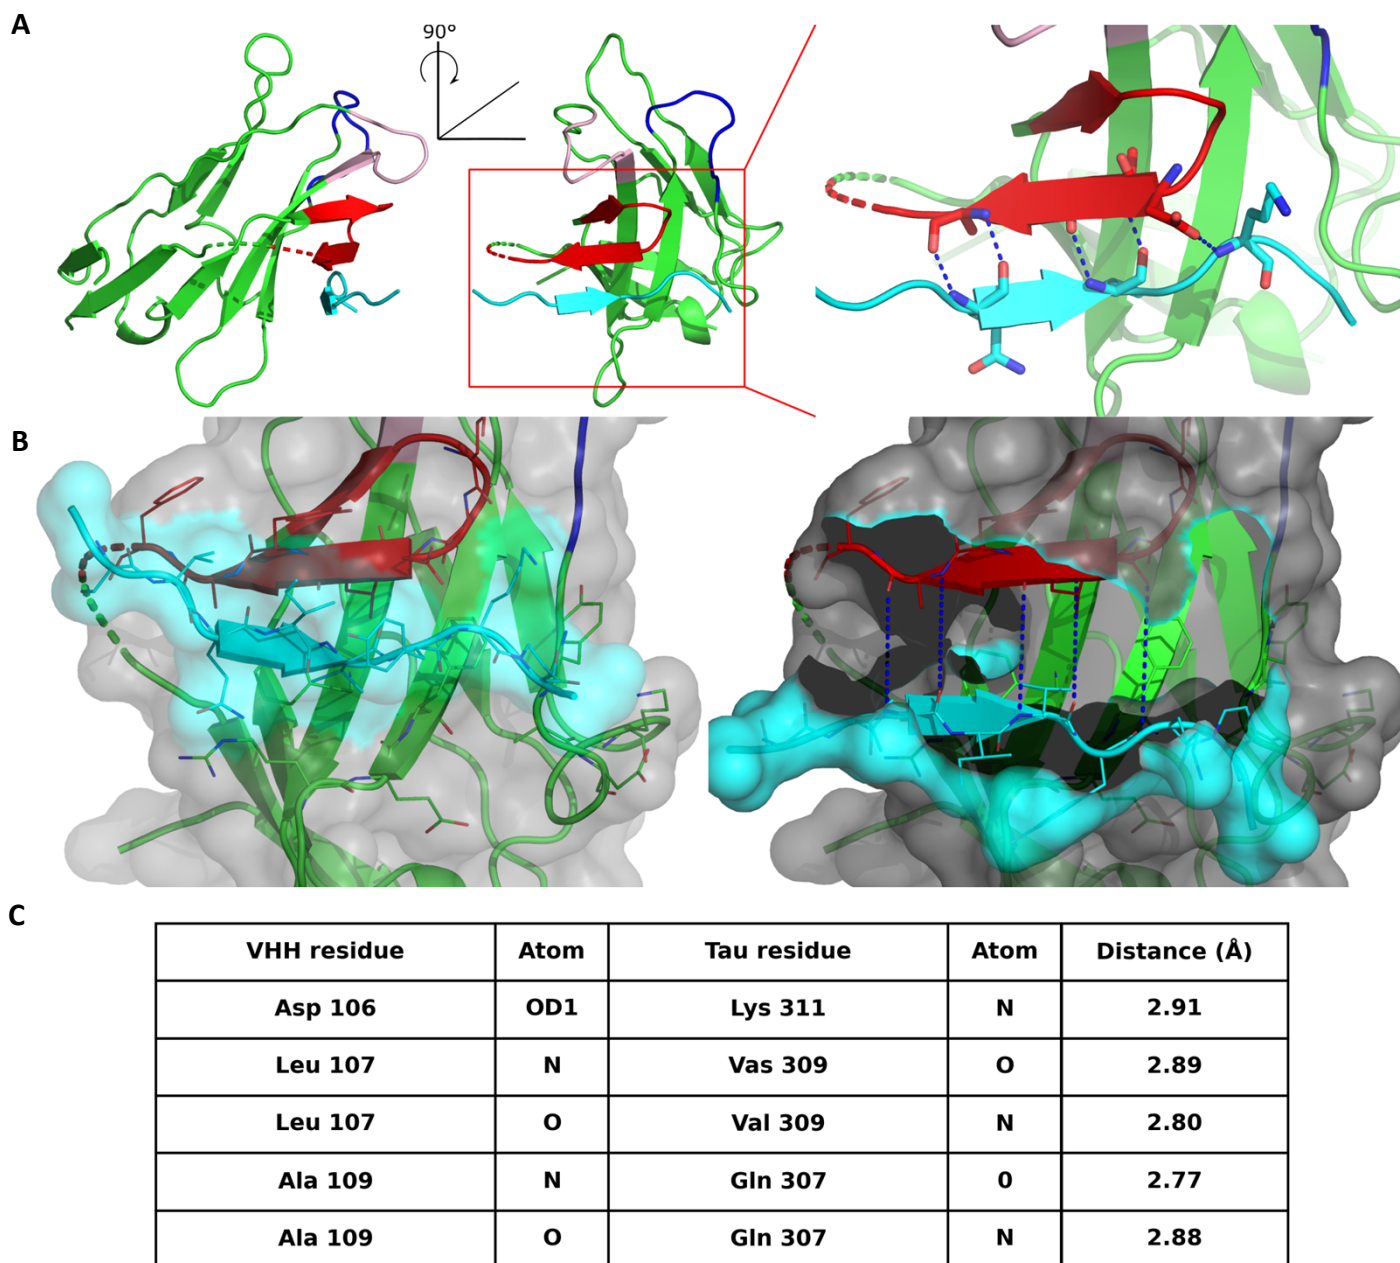 A
90°
B
C
VHH residue Atom Tau residue Atom Distance (Å)
Asp 106 OD1 Lys 311 N 2.91
Leu 107 N Vas 309 O 2.89
Leu 107 O Val 309 N 2.80
Ala 109 N Gln 307 0 2.77
Ala 109 O Gln 307 N 2.88